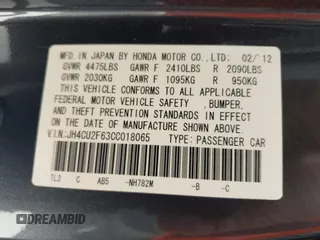 MFD. IN JAPAN BY HONDA MOTOR CO., LTD. 02/12
GVWR 4475LBS GAWR F 2410LBS R 2090LBS
GVWR 2030KG GAWR F 1095KG R 950KG
THIS VEHICLE CONFORMS TO ALL APPLICABLE
FEDERAL MOTOR VEHICLE SAFETY, BUMPER,
AND THEFT PREVENTION STANDARDS IN EFFECT
ON THE DATE OF MANUFACTURE SHOWN ABOVE.
V.I.N:JH4CU2F63CC018065 TYPE: PASSENGER CAR
TL2 C AB5 -NH782M -B -C
DREAMBID